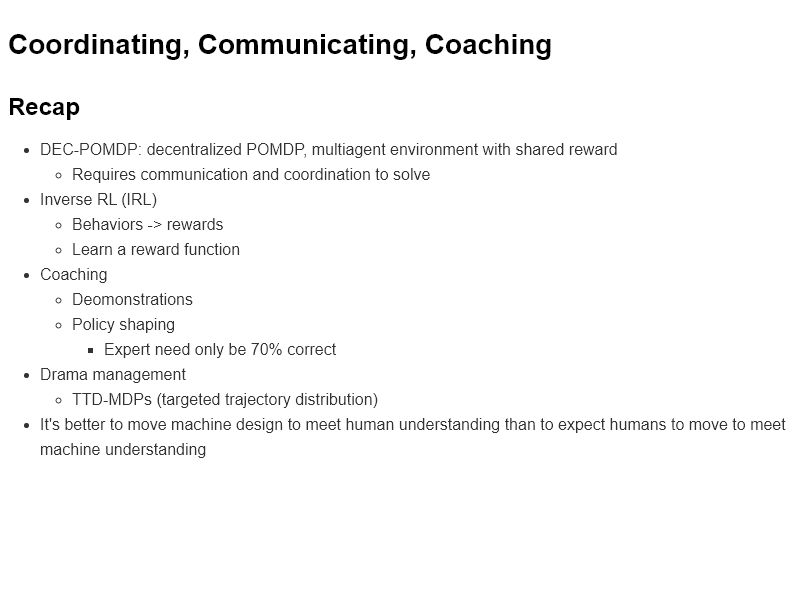 Coordinating, Communicating, Coaching
Recap
DEC-POMDP: decentralized POMDP, multiagent environment with shared reward
Requires communication and coordination to solve
Inverse RL (IRL)
Behaviors -> rewards
Learn a reward function
Coaching
Deomonstrations
Policy shaping
Expert need only be 70% correct
Drama management
TTD-MDPs (targeted trajectory distribution)
It's better to move machine design to meet human understanding than to expect humans to move to meet
machine understanding